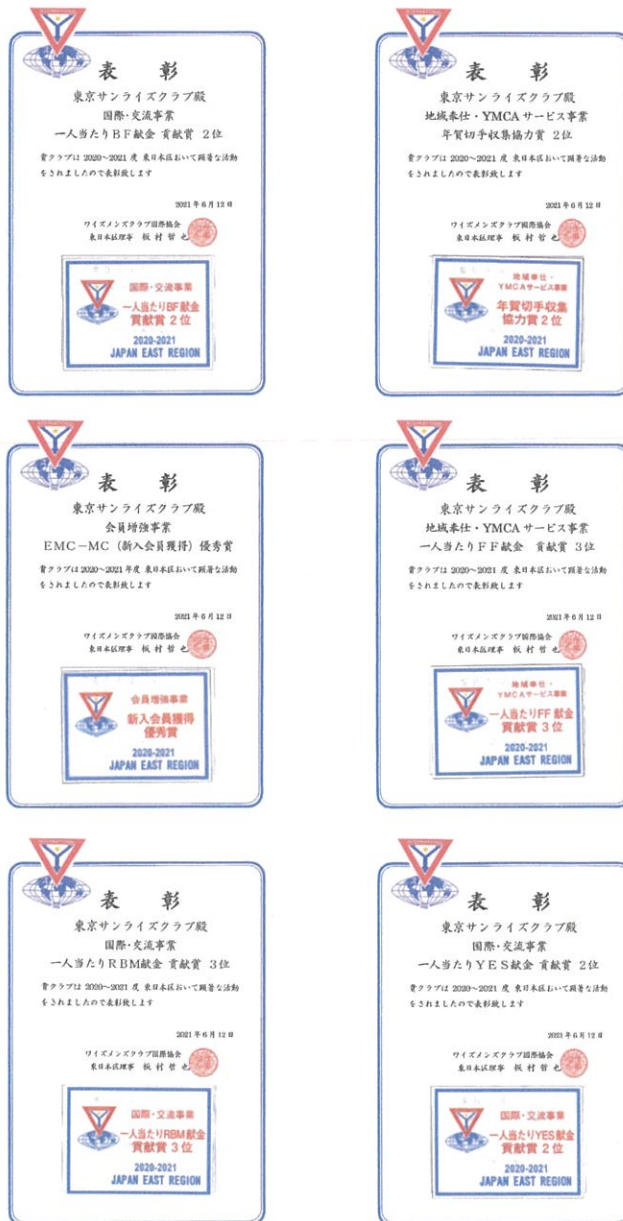 表 彰
東京サンライズクラブ殿
国際・交流事業
一人当たりBF献金 貢献賞 2位
貴クラブは 2020~2021 度 東日本区おいて顕著な活動
をされましたので表彰致します
2021年6月12日
ワイズメンズクラブ国際協会
東日本区理事 板村哲也
国際・交流事業
一人当たりBF献金
貢献賞2位
2020-2021
JAPAN EAST REGION
表 彰
東京サンライズクラブ殿
地域奉仕・YMCAサービス事業
年賀切手収集協力賞 2位
貴クラブは 2020~2021 度 東日本区おいて顕著な活動
をされましたので表彰致します
2021年6月12日
ワイズメンズクラブ国際協会
東日本区理事 板村哲也
地域奉仕・
YMCAサービス事業
年賀切手収集
協力賞2位
2020-2021
JAPAN EAST REGION
表 彰
東京サンライズクラブ殿
会員増強事業
EMC-MC (新入会員獲得) 優秀賞
貴クラブは 2020~2021 年度 東日本区おいて顕著な活動
をされましたので表彰致します
2021年6月12日
ワイズメンズクラブ国際協会
東日本区理事 板村哲也
会員増強事業
新入会員獲得
優秀賞
2020-2021
JAPAN EAST REGION
表 彰
東京サンライズクラブ殿
地域奉仕・YMCAサービス事業
一人当たりFF献金 貢献賞 3位
貴クラブは 2020~2021 度 東日本区おいて顕著な活動
をされましたので表彰致します
2021年6月12日
ワイズメンズクラブ国際協会
東日本区理事 板村哲也
地域奉仕・
YMCAサービス事業
一人当たりFF献金
貢献賞3位
2020-2021
JAPAN EAST REGION
表 彰
東京サンライズクラブ殿
国際・交流事業
一人当たりRBM献金 貢献賞 3位
貴クラブは 2020~2021 度 東日本区おいて顕著な活動
をされましたので表彰致します
2021年6月12日
ワイズメンズクラブ国際協会
東日本区理事 板村哲也
国際・交流事業
一人当たりRBM献金
貢献賞3位
2020-2021
JAPAN EAST REGION
表 彰
東京サンライズクラブ殿
国際・交流事業
一人当たりYES献金 貢献賞 2位
貴クラブは 2020~2021 度 東日本区おいて顕著な活動
をされましたので表彰致します
2021年6月12日
ワイズメンズクラブ国際協会
東日本区理事 板村哲也
国際・交流事業
一人当たりYES献金
貢献賞2位
2020-2021
JAPAN EAST REGION